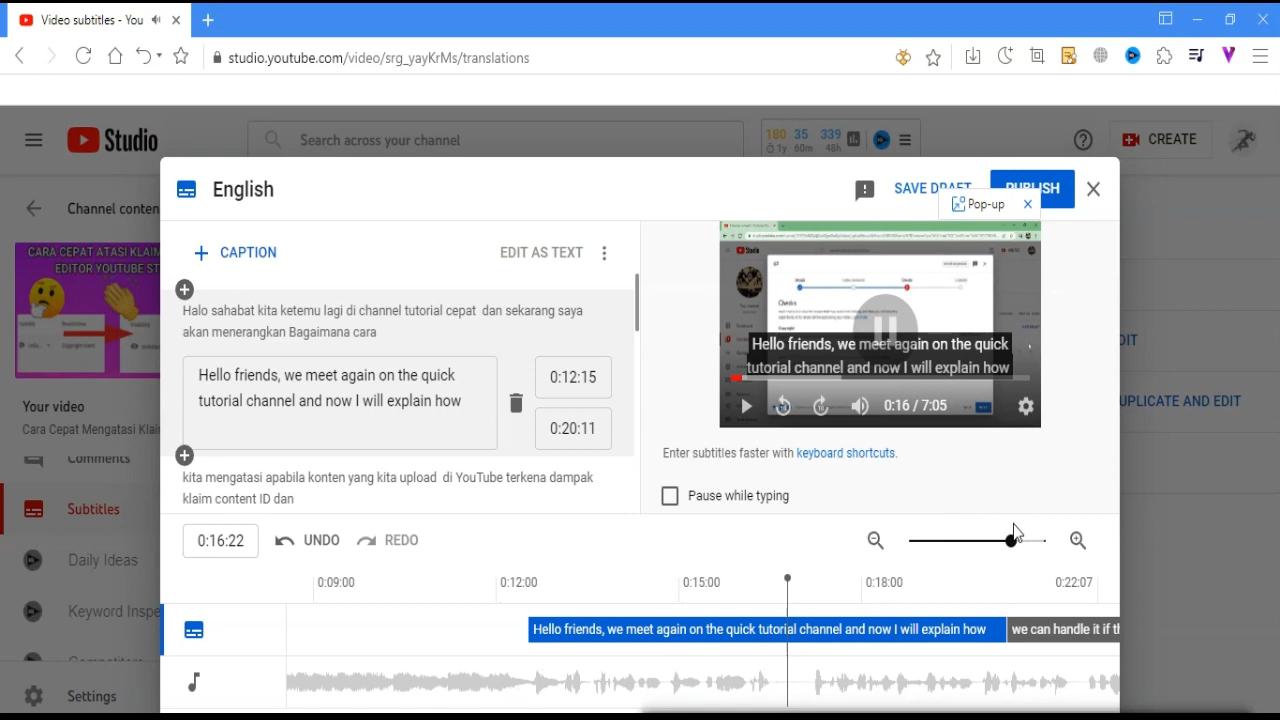 Video subtitles - You
studio.youtube.com/video/srg_yayKrMs/translations
Studio
Search across your channel
180 35 339
1y 60m 48h
CREATE
English
SAVE DRAFT
PUBLISH
Pop-up
Channel conten
CAPTION
EDIT AS TEXT
CARA CEPAT ATASI KLAIM
EDITOR YOUTUBE ST
Halo sahabat kita ketemu lagi di channel tutorial cepat dan sekarang saya
akan menerangkan Bagaimana cara
Hello friends, we meet again on the quick
tutorial channel and now I will explain how
0:12:15
0:20:11
kita mengatasi apabila konten yang kita upload di YouTube terkena dampak
klaim content ID dan
Checks
Hello friends, we meet again on the quick
tutorial channel and now I will explain how
0:16 / 7:05
Enter subtitles faster with keyboard shortcuts.
Pause while typing
DIT
UPLICATE AND EDIT
Your video
Cara Cepat Mengatasi Klai
Comments
Subtitles
Daily Ideas
Keyword Inspe
Settings
0:16:22
UNDO
REDO
0:09:00
0:12:00
0:15:00
0:18:00
0:22:07
Hello friends, we meet again on the quick tutorial channel and now I will explain how
we can handle it if th